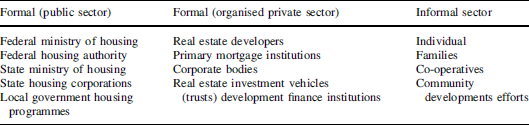 Formal (public sector) Formal (organised private sector) Informal sector
Federal ministry of housing Real estate developers Individual
Federal housing authority Primary mortgage institutions Families
State ministry of housing Corporate bodies Co-operatives
State housing corporations Real estate investment vehicles Community
Local government housing (trusts) development finance institutions developments efforts
programmes